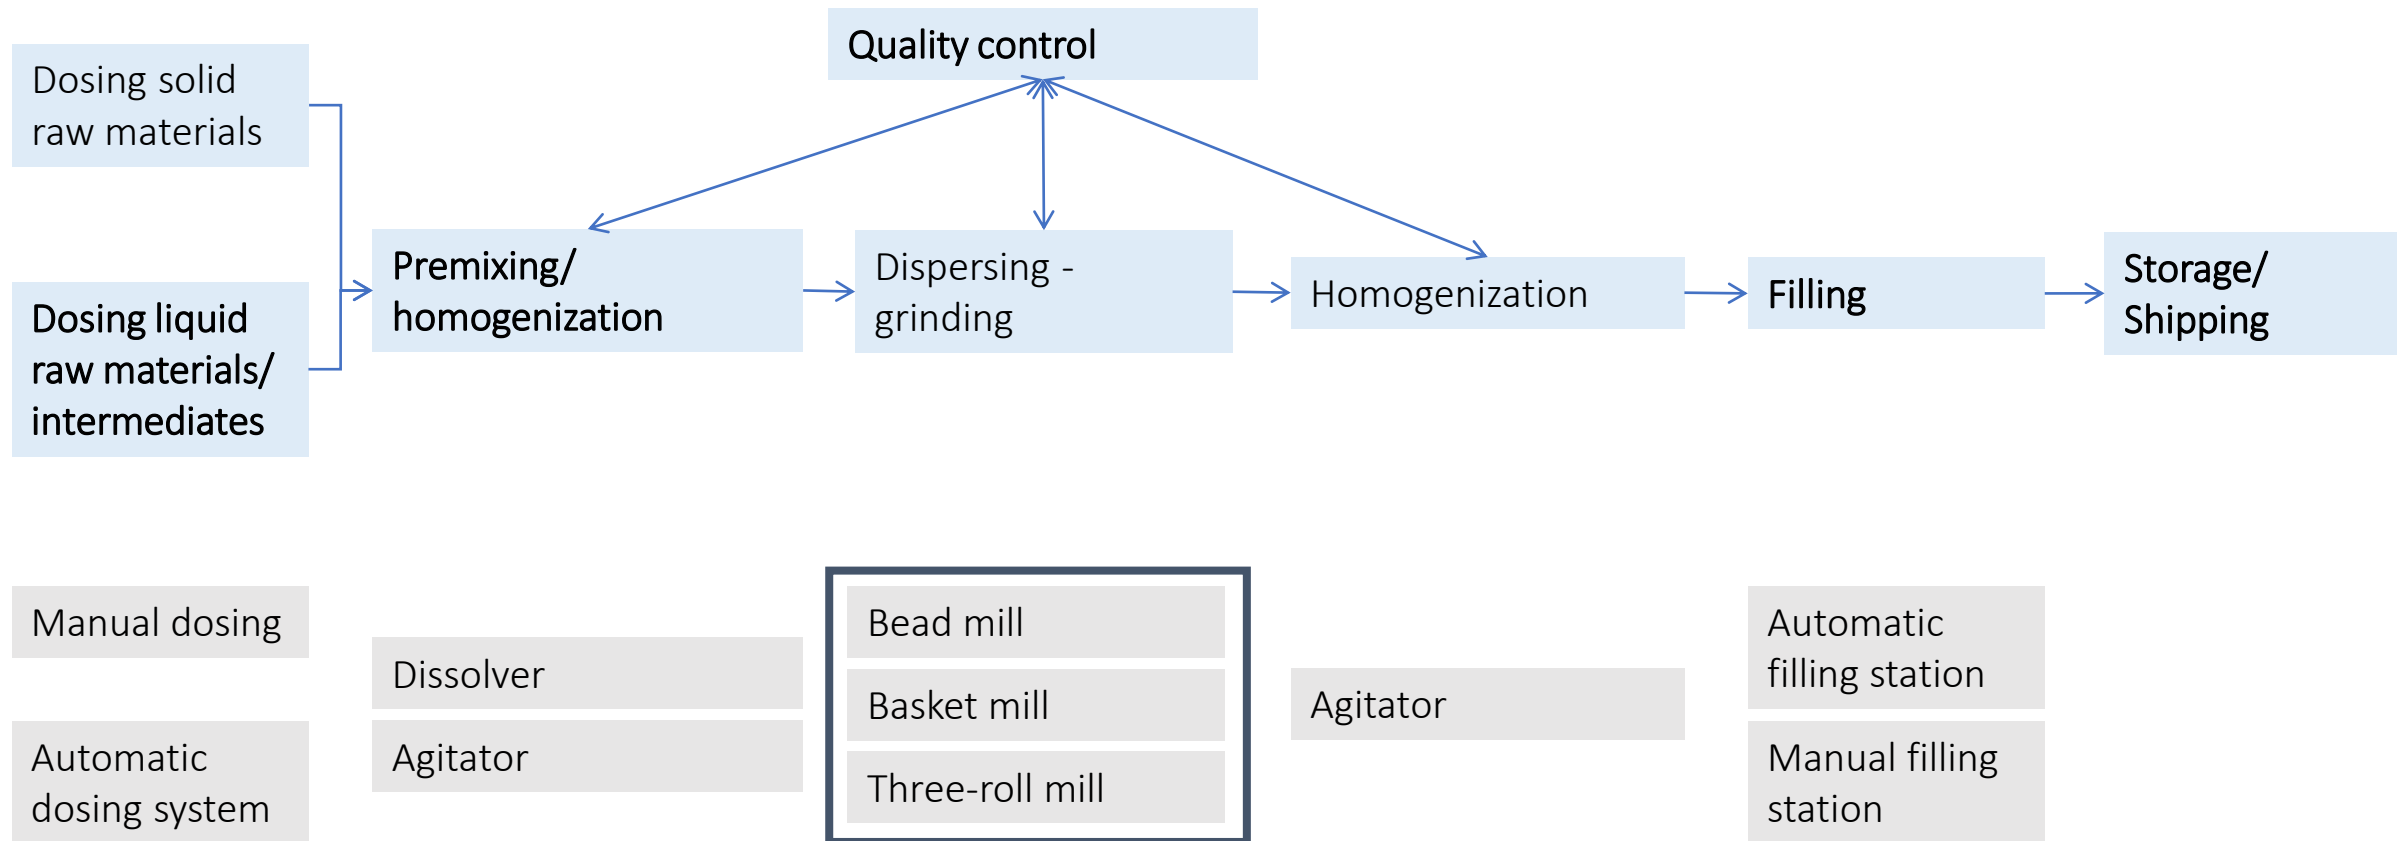 Quality control
Dosing solid
raw materials
Dosing liquid
raw materials/
intermediates
Premixing/
homogenization
Dispersing -
grinding
Homogenization
Filling
Storage/
Shipping
Manual dosing
Automatic
dosing system
Dissolver
Agitator
Bead mill
Basket mill
Three-roll mill
Agitator
Automatic
filling station
Manual filling
station